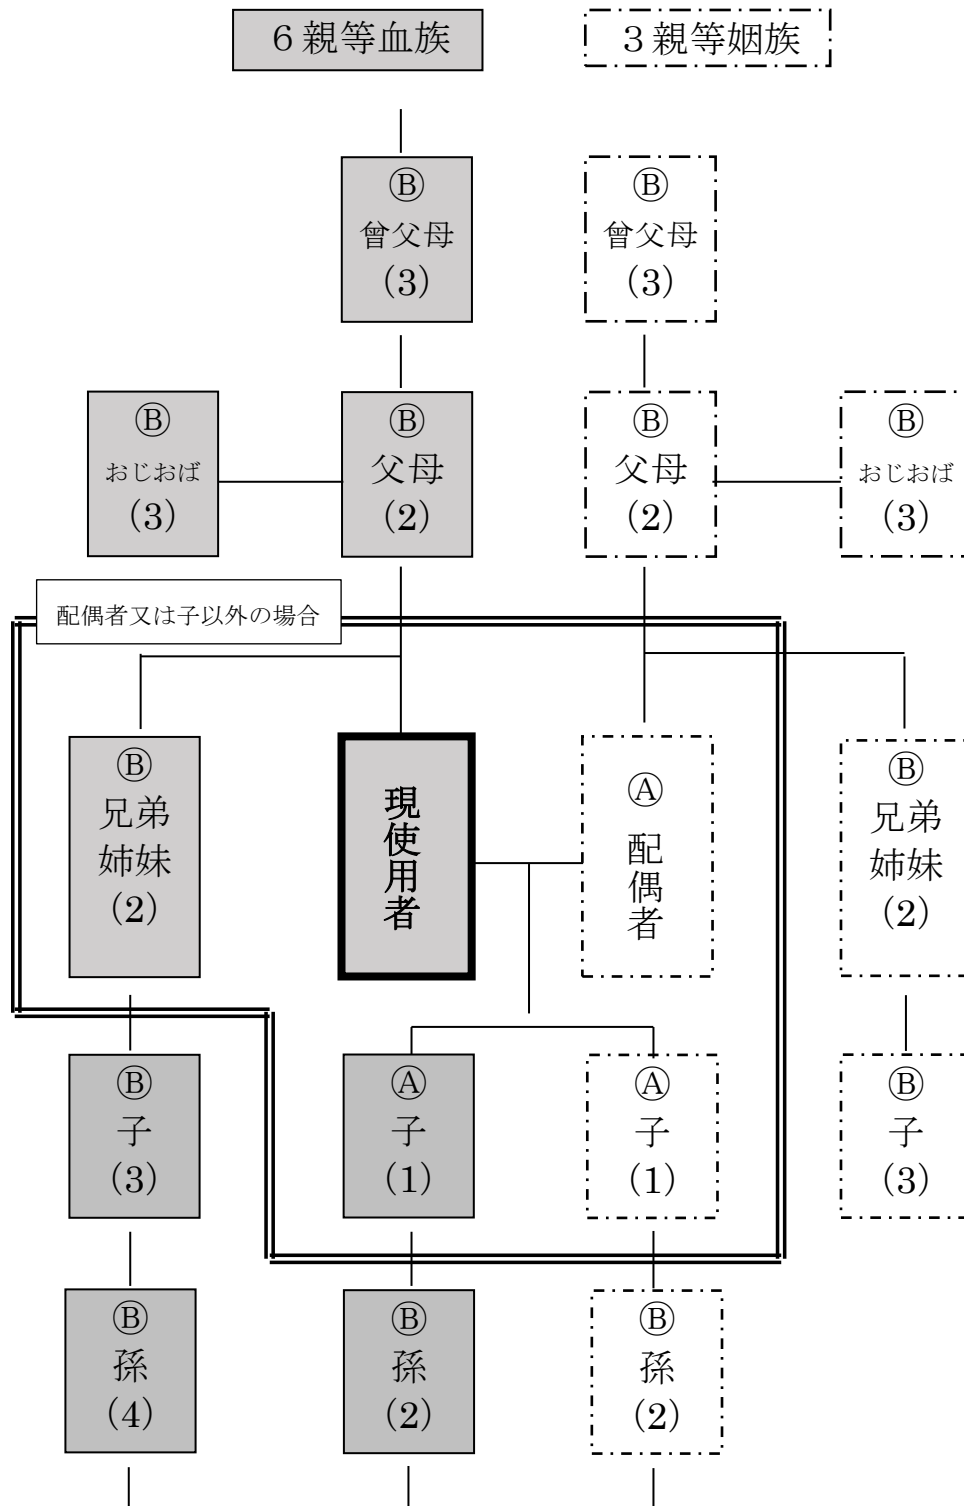 ６親等血族
３親等姻族
Ⓑ
曾父母
(3)
Ⓑ
曾父母
(3)
Ⓑ
おじおば
(3)
Ⓑ
父母
(2)
Ⓑ
父母
(2)
Ⓑ
おじおば
(3)
配偶者又は子以外の場合
Ⓑ
兄弟
姉妹
(2)
現使用者
Ⓐ
配偶者
Ⓑ
兄弟
姉妹
(2)
Ⓑ
子
(3)
Ⓐ
子
(1)
Ⓐ
子
(1)
Ⓑ
子
(3)
Ⓑ
孫
(4)
Ⓑ
孫
(2)
Ⓑ
孫
(2)